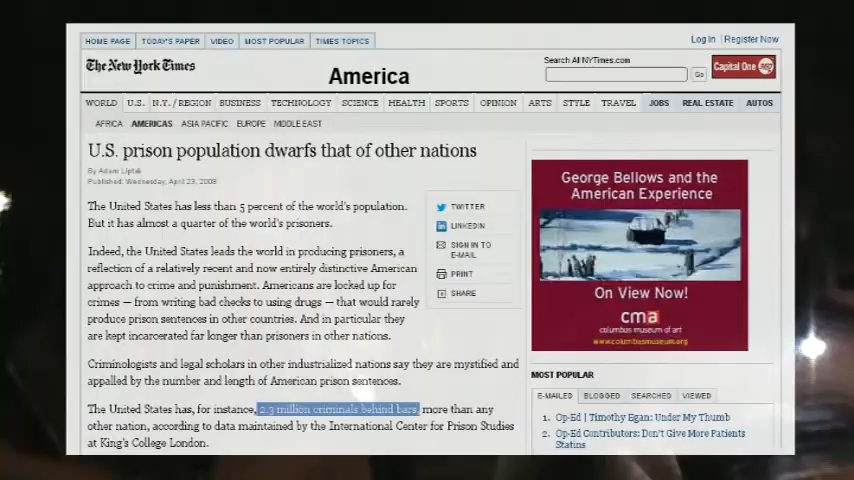 HOME PAGE TODAY'S PAPER VIDEO MOST POPULAR TIMES TOPICS
Log In Register Now
The New York Times
America
Search All NYTimes.com
Go
Capital One 360
WORLD U.S. N.Y./REGION BUSINESS TECHNOLOGY SCIENCE HEALTH SPORTS OPINION ARTS STYLE TRAVEL JOBS REAL ESTATE AUTOS
AFRICA AMERICAS ASIA PACIFIC EUROPE MIDDLE EAST
U.S. prison population dwarfs that of other nations
By Adam Liptak
Published: Wednesday, April 23, 2008
The United States has less than 5 percent of the world's population.
But it has almost a quarter of the world's prisoners.
Indeed, the United States leads the world in producing prisoners, a
reflection of a relatively recent and now entirely distinctive American
approach to crime and punishment. Americans are locked up for
crimes — from writing bad checks to using drugs — that would rarely
produce prison sentences in other countries. And in particular they
are kept incarcerated far longer than prisoners in other nations.
Criminologists and legal scholars in other industrialized nations say they are mystified and
appalled by the number and length of American prison sentences.
The United States has, for instance, 2.3 million criminals behind bars, more than any
other nation, according to data maintained by the International Center for Prison Studies
at King's College London.
TWITTER
LINKEDIN
SIGN IN TO
E-MAIL
PRINT
SHARE
George Bellows and the
American Experience
On View Now!
cma
columbus museum of art
www.columbusmuseum.org
MOST POPULAR
E-MAILED BLOGGED SEARCHED VIEWED
1. Op-Ed | Timothy Egan: Under My Thumb
2. Op-Ed Contributors: Don't Give More Patients
Statins